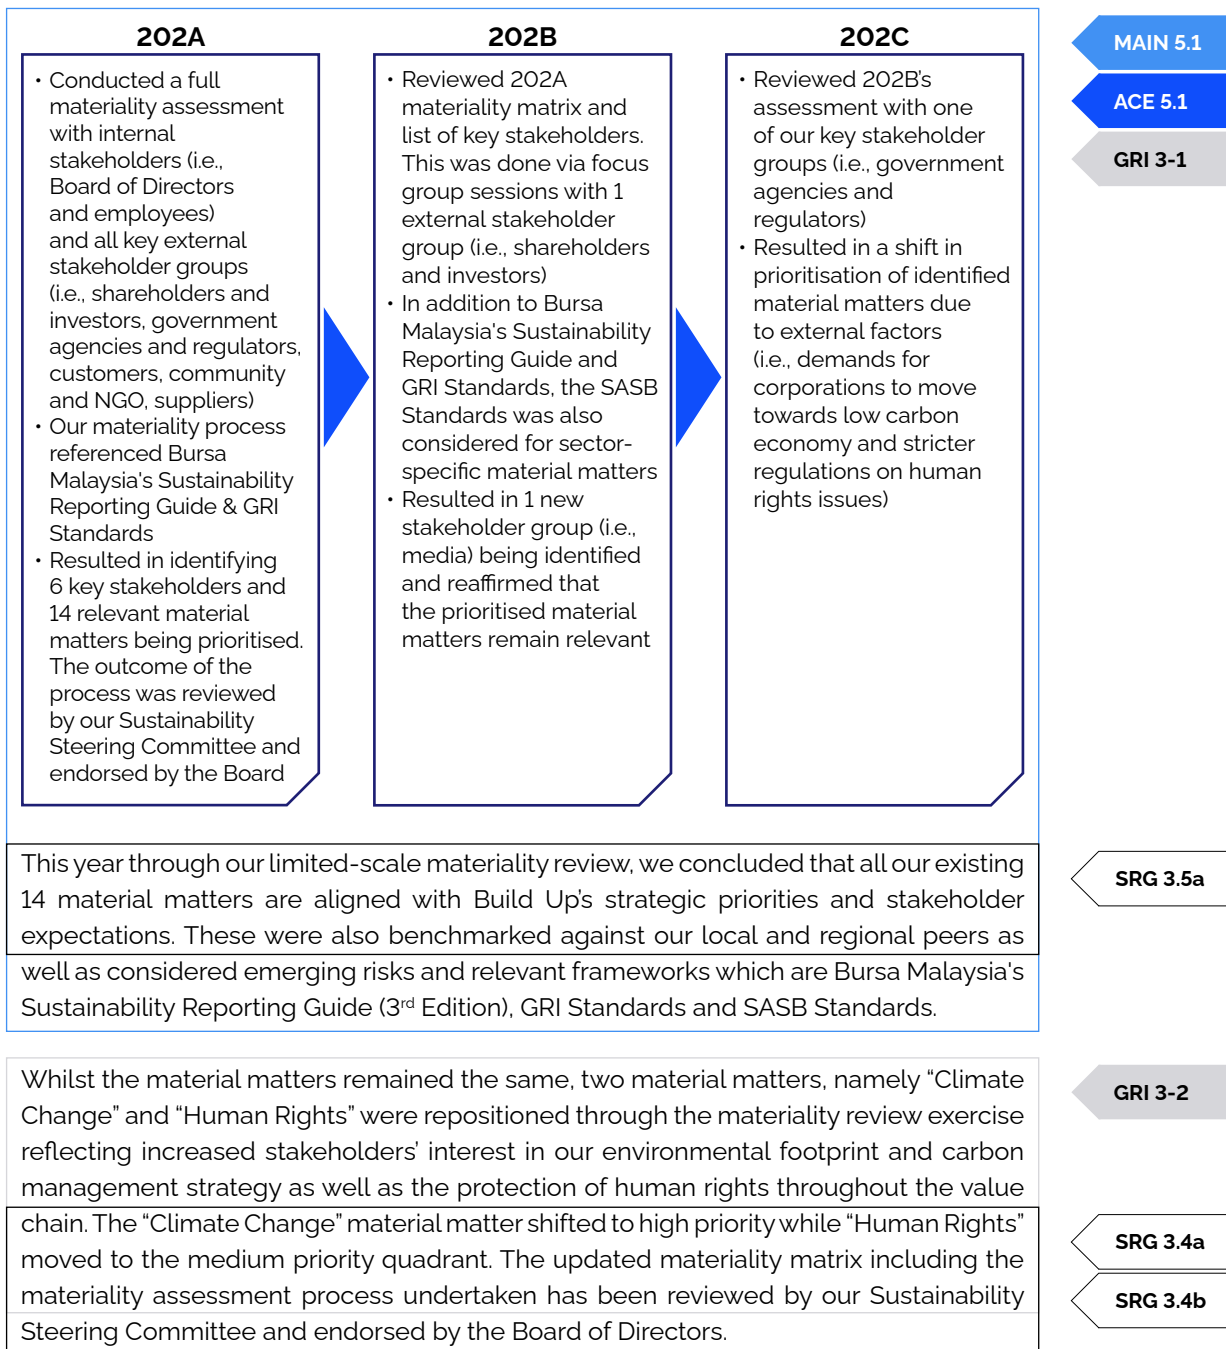 202A
• Conducted a full
materiality assessment
with internal
stakeholders (i.e.,
Board of Directors
and employees)
and all key external
stakeholder groups
(i.e., shareholders and
investors, government
agencies and regulators,
customers, community
and NGO, suppliers)
• Our materiality process
referenced Bursa
Malaysia's Sustainability
Reporting Guide & GRI
Standards
• Resulted in identifying
6 key stakeholders and
14 relevant material
matters being prioritised.
The outcome of the
process was reviewed
by our Sustainability
Steering Committee and
endorsed by the Board
202B
• Reviewed 202A
materiality matrix and
list of key stakeholders.
This was done via focus
group sessions with 1
external stakeholder
group (i.e., shareholders
and investors)
• In addition to Bursa
Malaysia's Sustainability
Reporting Guide and
GRI Standards, the SASB
Standards was also
considered for sector-
specific material matters
• Resulted in 1 new
stakeholder group (i.e.,
media) being identified
and reaffirmed that
the prioritised material
matters remain relevant
202C
• Reviewed 202B's
assessment with one
of our key stakeholder
groups (i.e., government
agencies and
regulators)
• Resulted in a shift in
prioritisation of identified
material matters due
to external factors
(i.e., demands for
corporations to move
towards low carbon
economy and stricter
regulations on human
rights issues)
MAIN 5.1
ACE 5.1
GRI 3-1
This year through our limited-scale materiality review, we concluded that all our existing
14 material matters are aligned with Build Up's strategic priorities and stakeholder
expectations. These were also benchmarked against our local and regional peers as
well as considered emerging risks and relevant frameworks which are Bursa Malaysia's
Sustainability Reporting Guide (3rd Edition), GRI Standards and SASB Standards.
SRG 3.5a
Whilst the material matters remained the same, two material matters, namely “Climate
Change” and “Human Rights” were repositioned through the materiality review exercise
reflecting increased stakeholders’ interest in our environmental footprint and carbon
management strategy as well as the protection of human rights throughout the value
chain. The “Climate Change” material matter shifted to high priority while “Human Rights”
moved to the medium priority quadrant. The updated materiality matrix including the
materiality assessment process undertaken has been reviewed by our Sustainability
Steering Committee and endorsed by the Board of Directors.
GRI 3-2
SRG 3.4a
SRG 3.4b